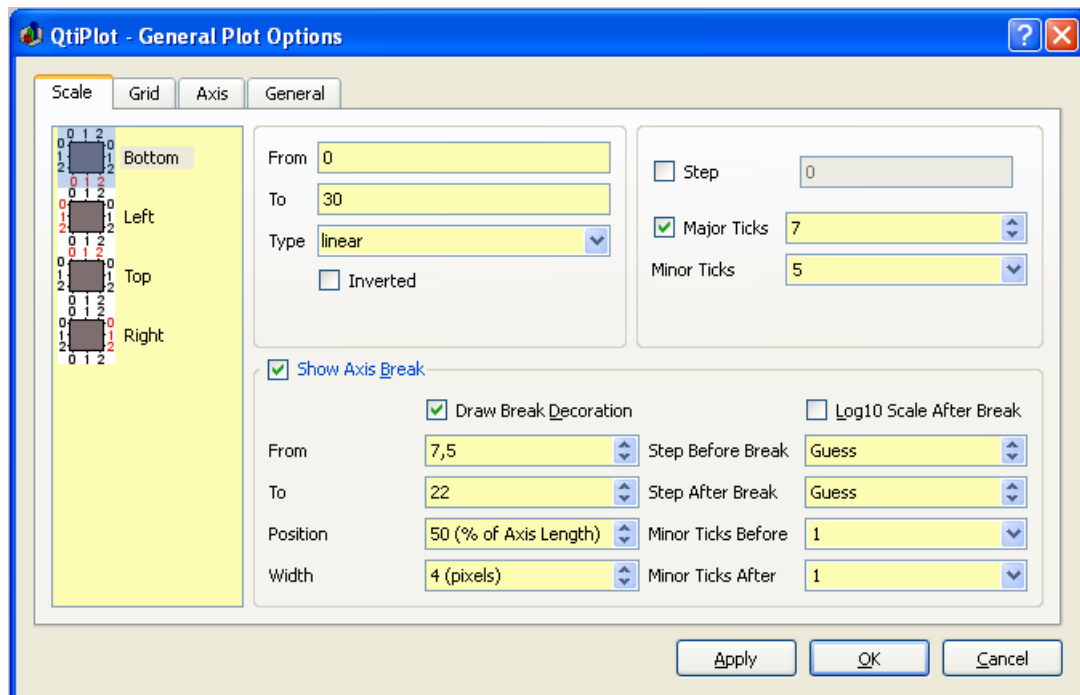 QtiPlot - General Plot Options
Scale Grid Axis General
0 1 2
0 0
1 1
2 2
0 1 2
Bottom
0 1 2
0 0
1 1
2 2
0 1 2
Left
0 1 2
0 0
1 1
2 2
0 1 2
Top
0 1 2
0 0
1 1
2 2
0 1 2
Right
From 0
To 30
Type linear
Inverted
Step 0
Major Ticks 7
Minor Ticks 5
Show Axis Break
Draw Break Decoration Log10 Scale After Break
From 7,5 Step Before Break Guess
To 22 Step After Break Guess
Position 50 (% of Axis Length) Minor Ticks Before 1
Width 4 (pixels) Minor Ticks After 1
Apply OK Cancel